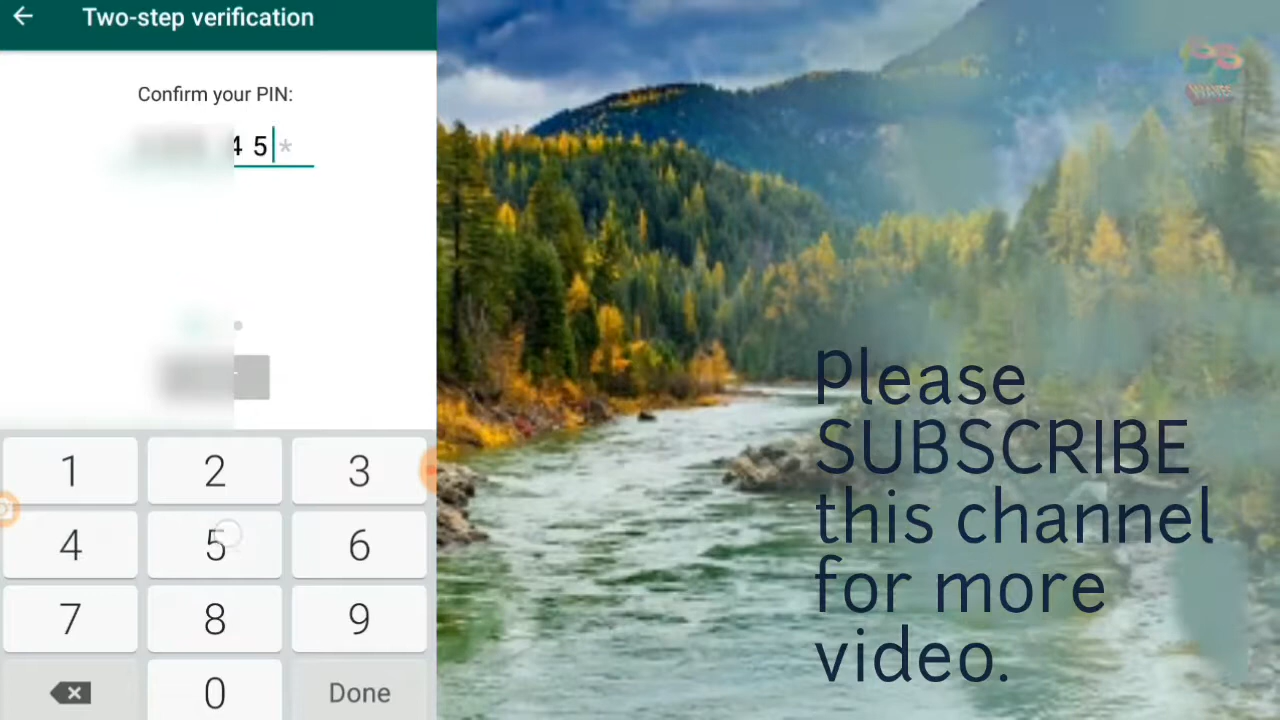 Two-step verification
Confirm your PIN:
4 5 *
1 2 3
4 5 6
7 8 9
0 Done
Please
SUBSCRIBE
this channel
for more
video.